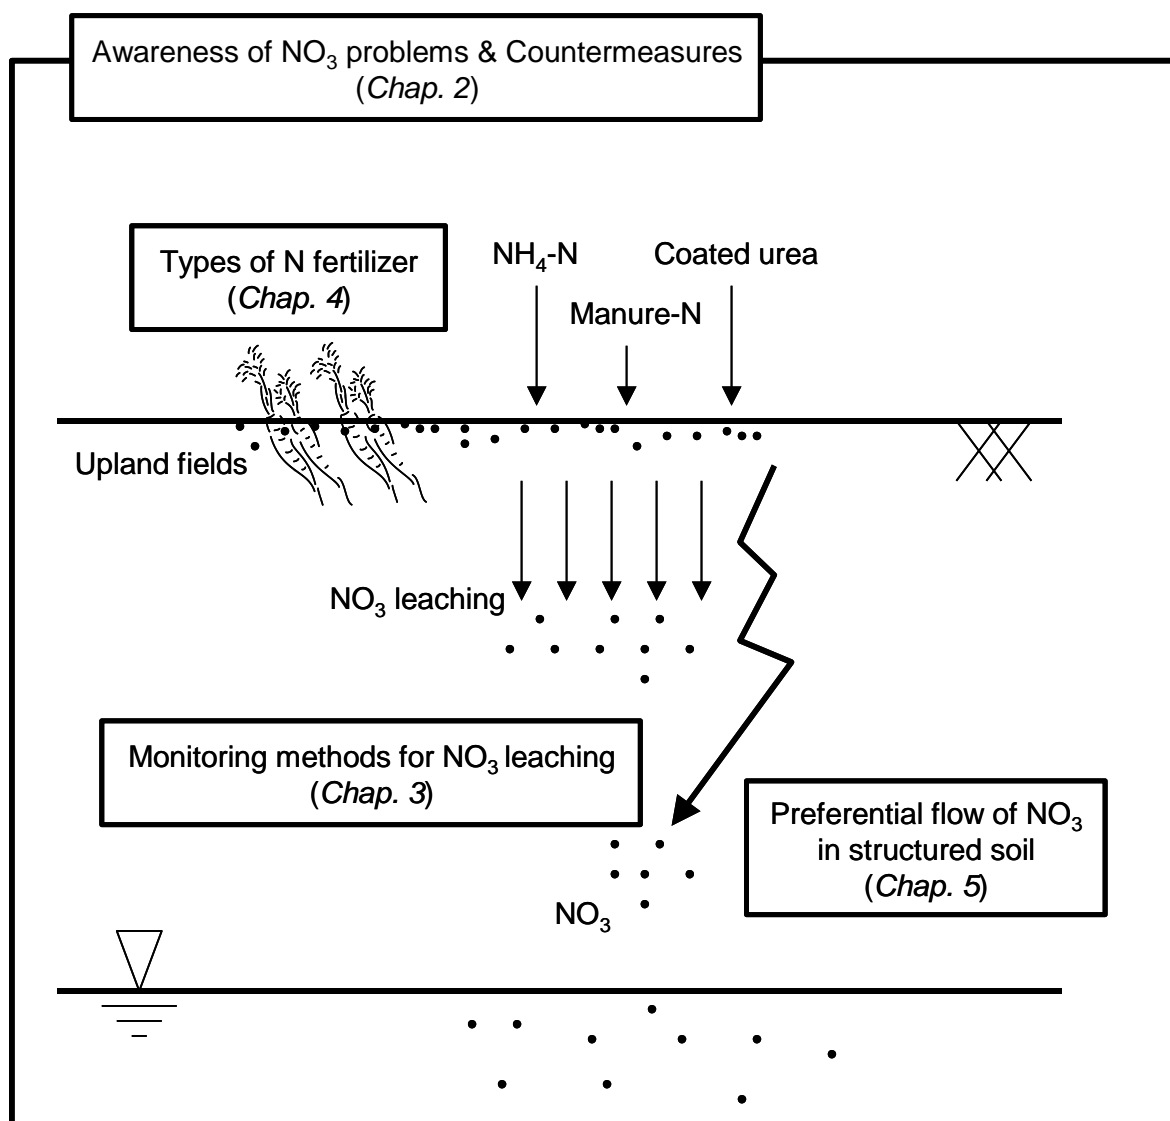 Awareness of NO₃ problems & Countermeasures
(Chap. 2)
Types of N fertilizer
(Chap. 4)
NH₄-N
Coated urea
Manure-N
Upland fields
NO₃ leaching
Monitoring methods for NO₃ leaching
(Chap. 3)
Preferential flow of NO₃
in structured soil
(Chap. 5)
NO₃